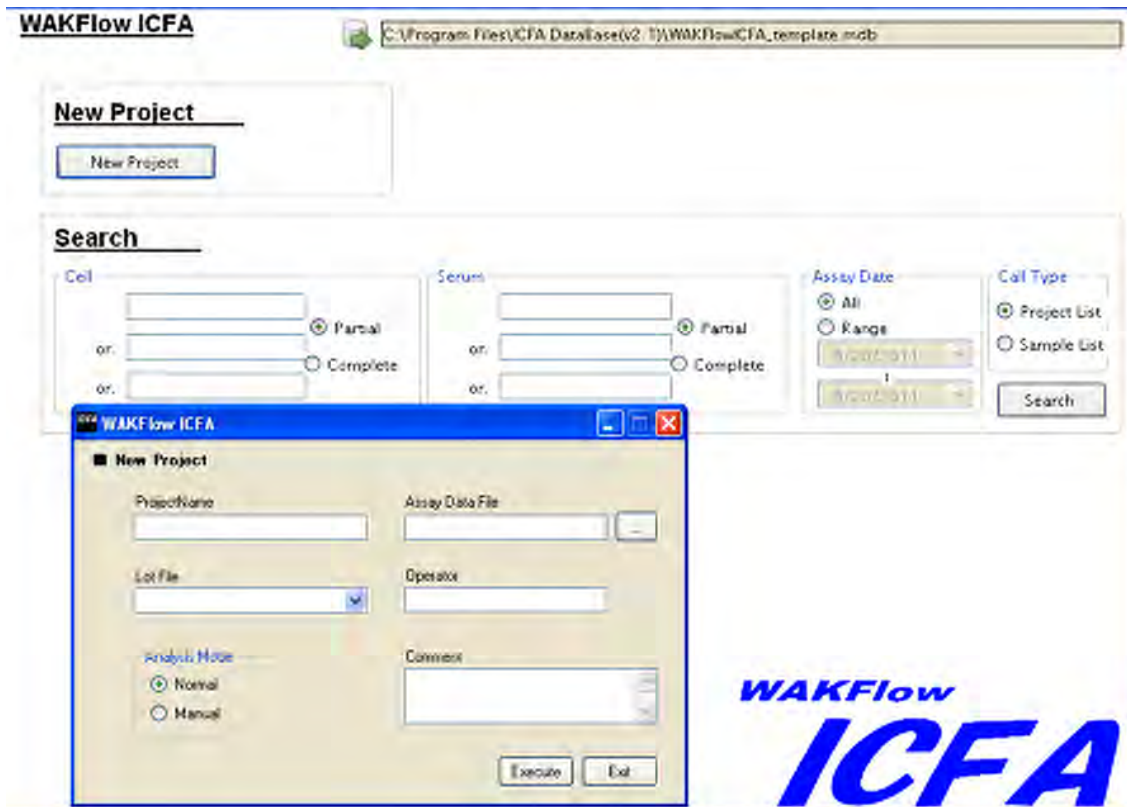 WAKFlow ICFA
C:\Program Files\ICFA DataBase(v2. 1)\WAKFlowICFA_template.mdb
New Project
New Project
Search
Cell
Partial
or.
Complete
or.
Serum
Partial
or.
Complete
or.
Assay Date
All
Range
Call Type
Project List
Sample List
Search
WAKFlow ICFA
■ New Project
ProjectName
Assay Data File
...
Lot File
Operator
Analysis Mode
Normal
Manual
Comment
Execute
Exit
WAKFlow
ICFA